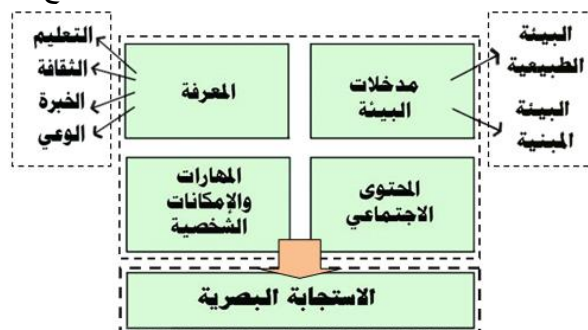 البيئة
الطبيعية
البيئة
المبنية
مدخلات
البيئة
المعرفة
التعليم
الثقافة
الخبرة
الوعي
المحتوى
الاجتماعي
المهارات
والإمكانات
الشخصية
الاستجابة البصرية